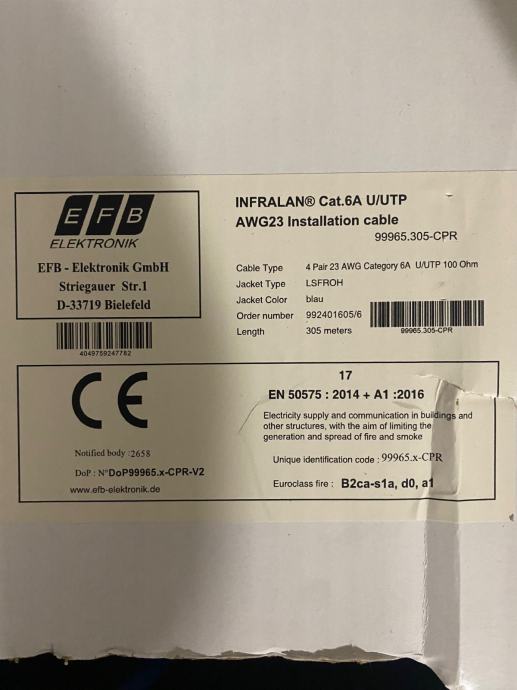 EFB
ELEKTRONIK
EFB - Elektronik GmbH
Striegauer Str.1
D-33719 Bielefeld
4049759247782
INFRALAN® Cat.6A U/UTP
AWG23 Installation cable
99965.305-CPR
Cable Type 4 Pair 23 AWG Category 6A U/UTP 100 Ohm
Jacket Type LSFROH
Jacket Color blau
Order number 992401605/6
Length 305 meters
99965.305-CPR
CE
Notified body :2658
DoP : N°DoP99965.x-CPR-V2
www.efb-elektronik.de
17
EN 50575 : 2014 + A1 :2016
Electricity supply and communication in buildings and
other structures, with the aim of limiting the
generation and spread of fire and smoke
Unique identification code : 99965.x-CPR
Euroclass fire : B2ca-s1a, d0, a1